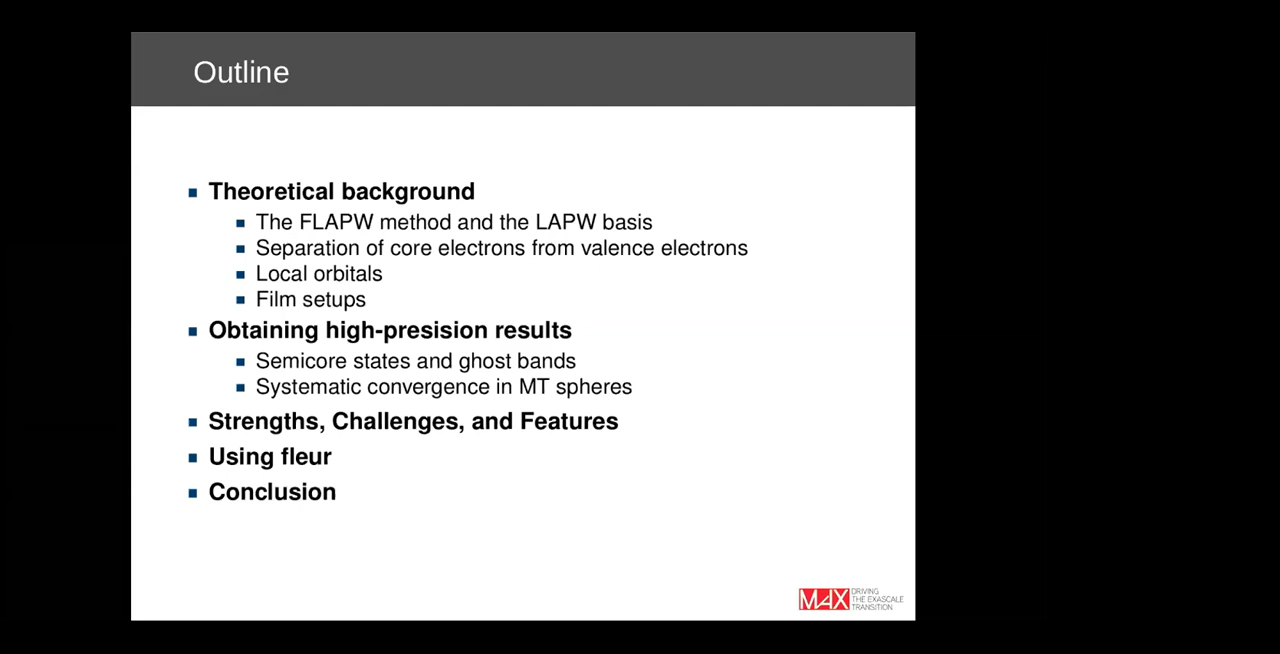 Outline
Theoretical background
The FLAPW method and the LAPW basis
Separation of core electrons from valence electrons
Local orbitals
Film setups
Obtaining high-presision results
Semicore states and ghost bands
Systematic convergence in MT spheres
Strengths, Challenges, and Features
Using fleur
Conclusion
MAX
DRIVING
THE EXASCALE
TRANSITION